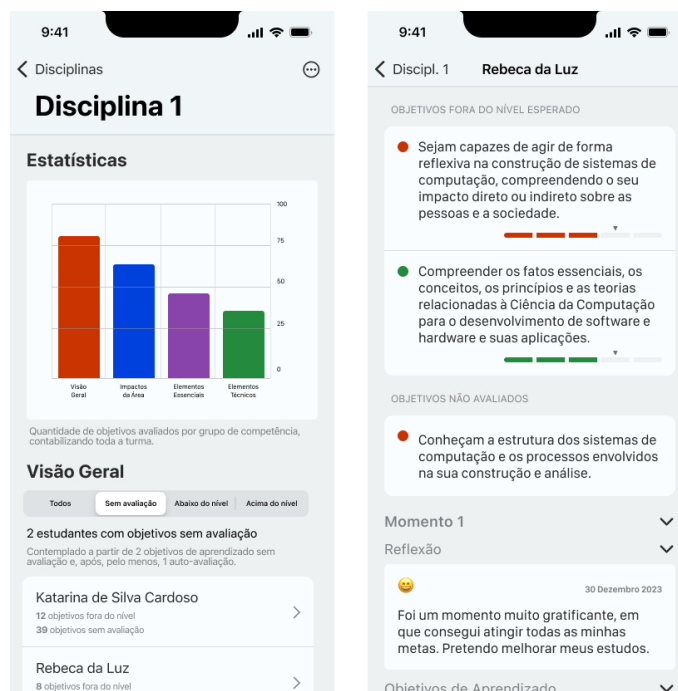 9:41
Disciplinas
Disciplina 1
Estatísticas
100
75
50
25
0
Visão
Geral
Impactos
da Área
Elementos
Essenciais
Elementos
Técnicos
Quantidade de objetivos avaliados por grupo de competência,
contabilizando toda a turma.
Visão Geral
Todos
Sem avaliação
Abaixo do nível
Acima do nível
2 estudantes com objetivos sem avaliação
Contemplado a partir de 2 objetivos de aprendizado sem
avaliação e, após, pelo menos, 1 auto-avaliação.
Katarina de Silva Cardoso
12 objetivos fora do nível
39 objetivos sem avaliação
Rebeca da Luz
8 objetivos fora do nível
9:41
Discipl. 1
Rebeca da Luz
OBJETIVOS FORA DO NÍVEL ESPERADO
Sejam capazes de agir de forma
reflexiva na construção de sistemas de
computação, compreendendo o seu
impacto direto ou indireto sobre as
pessoas e a sociedade.
Compreender os fatos essenciais, os
conceitos, os princípios e as teorias
relacionadas à Ciência da Computação
para o desenvolvimento de software e
hardware e suas aplicações.
OBJETIVOS NÃO AVALIADOS
Conheçam a estrutura dos sistemas de
computação e os processos envolvidos
na sua construção e análise.
Momento 1
Reflexão
30 Dezembro 2023
Foi um momento muito gratificante, em
que consegui atingir todas as minhas
metas. Pretendo melhorar meus estudos.
Objetivos de Aprendizado